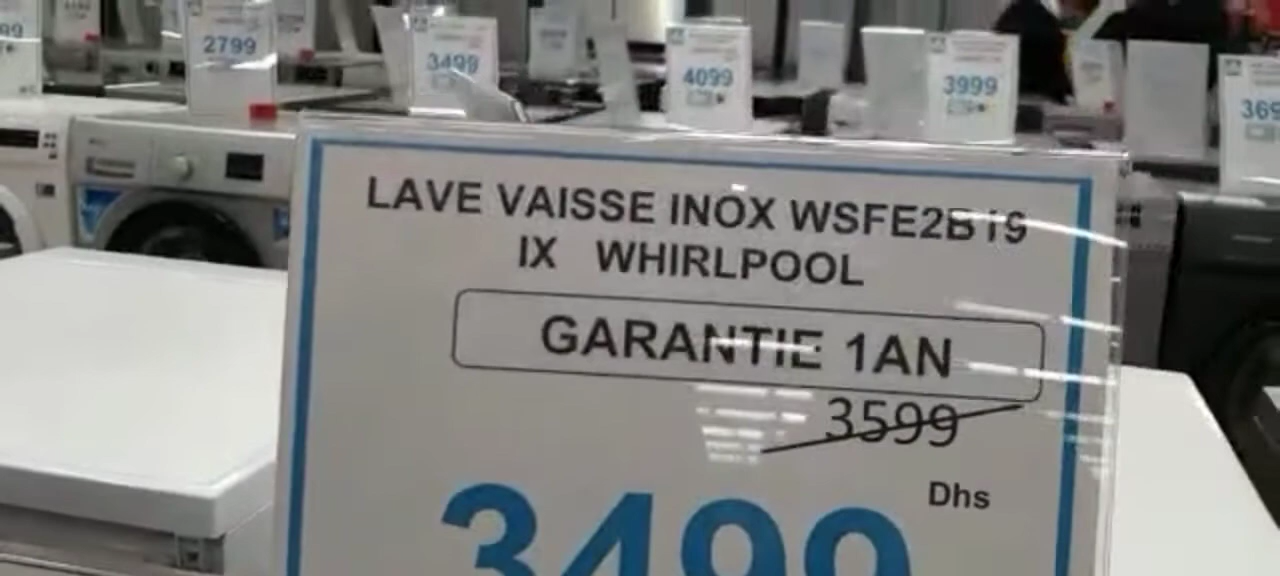 2799
3499
4099
3999
LAVE VAISSE INOX WSFE2B19
IX WHIRLPOOL
GARANTIE 1AN
3599
Dhs
3499